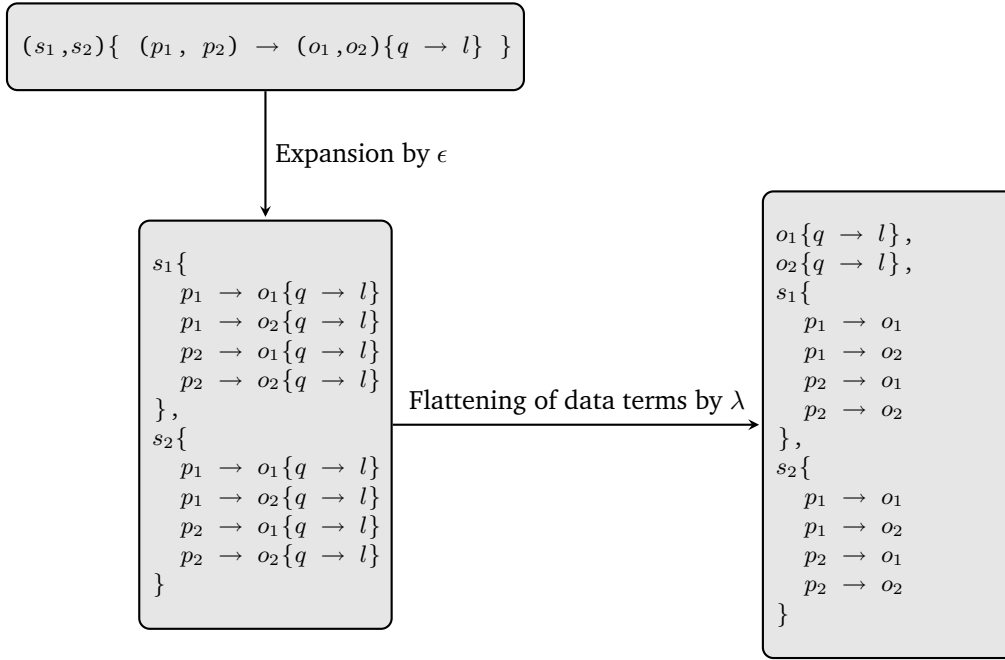 (s₁,s₂){ (p₁, p₂) → (o₁,o₂){q → l} }
Expansion by ϵ
s₁{
p₁ → o₁{q → l}
p₁ → o₂{q → l}
p₂ → o₁{q → l}
p₂ → o₂{q → l}
},
s₂{
p₁ → o₁{q → l}
p₁ → o₂{q → l}
p₂ → o₁{q → l}
p₂ → o₂{q → l}
}
Flattening of data terms by λ
o₁{q → l},
o₂{q → l},
s₁{
p₁ → o₁
p₁ → o₂
p₂ → o₁
p₂ → o₂
},
s₂{
p₁ → o₁
p₁ → o₂
p₂ → o₁
p₂ → o₂
}